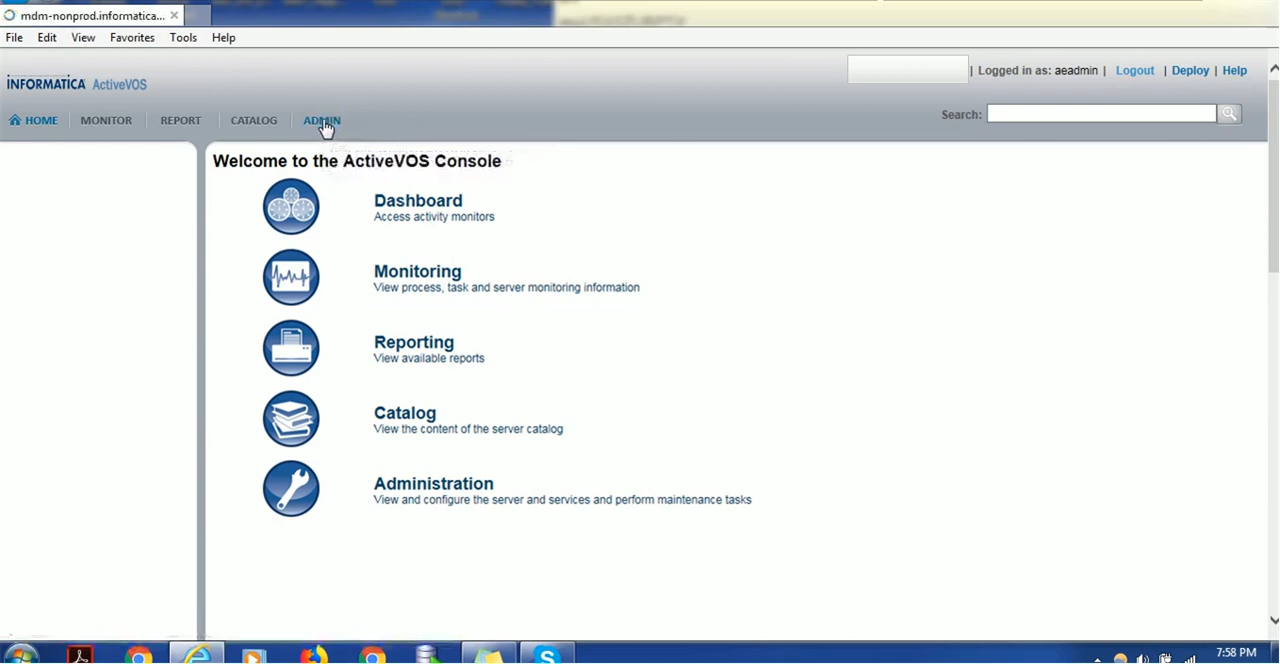 mdm-nonprod.informatica...
File Edit View Favorites Tools Help
| Logged in as: aeadmin | Logout | Deploy | Help
INFORMATICA ActiveVOS
HOME MONITOR REPORT CATALOG ADMIN
Search:
Welcome to the ActiveVOS Console
Dashboard
Access activity monitors
Monitoring
View process, task and server monitoring information
Reporting
View available reports
Catalog
View the content of the server catalog
Administration
View and configure the server and services and perform maintenance tasks
7:58 PM